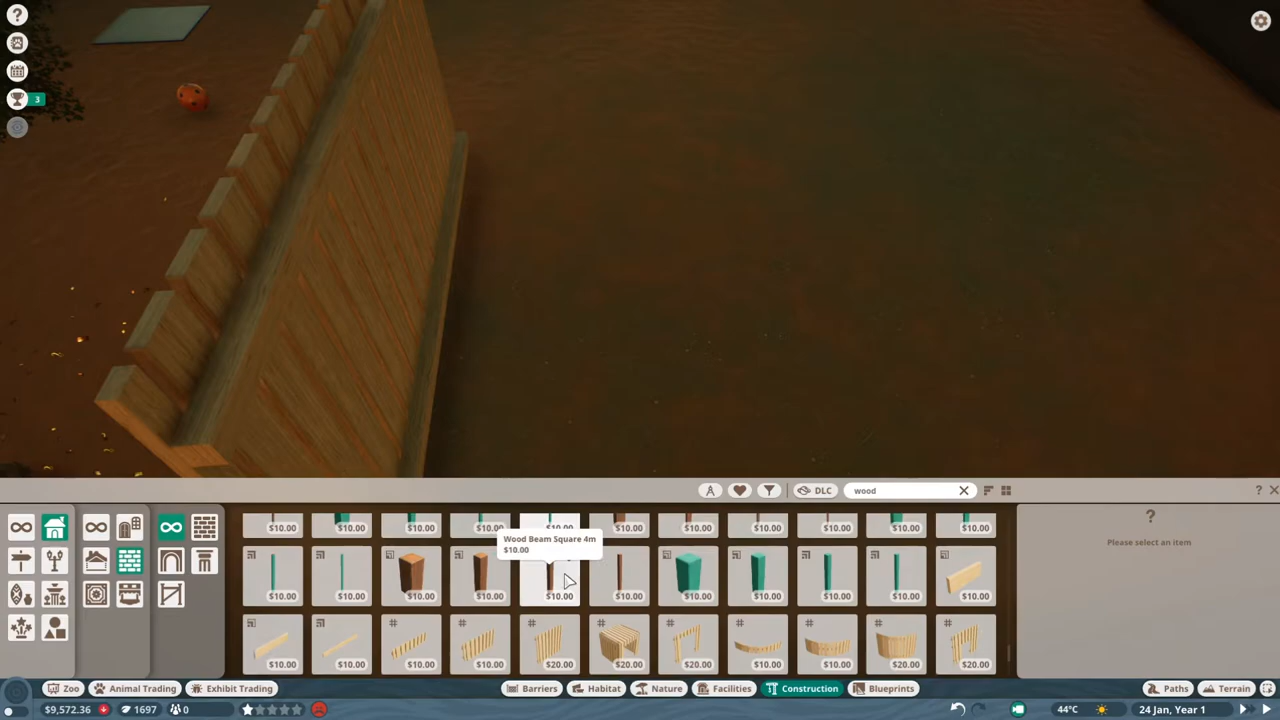 ?
3
DLC
wood
?
$10.00 $10.00 $10.00 $10.00 $10.00 $10.00 $10.00 $10.00 $10.00 $10.00 $10.00
Wood Beam Square 4m
$10.00
?
Please select an item
$10.00 $10.00 $10.00 $10.00 $10.00 $10.00 $10.00 $10.00 $10.00 $10.00 $10.00
$10.00 $10.00 $10.00 $10.00 $20.00 $20.00 $20.00 $10.00 $10.00 $20.00 $20.00
Zoo Animal Trading Exhibit Trading Barriers Habitat Nature Facilities Construction Blueprints Paths Terrain
$9,572.36 1697 0 44°C 24 Jan, Year 1